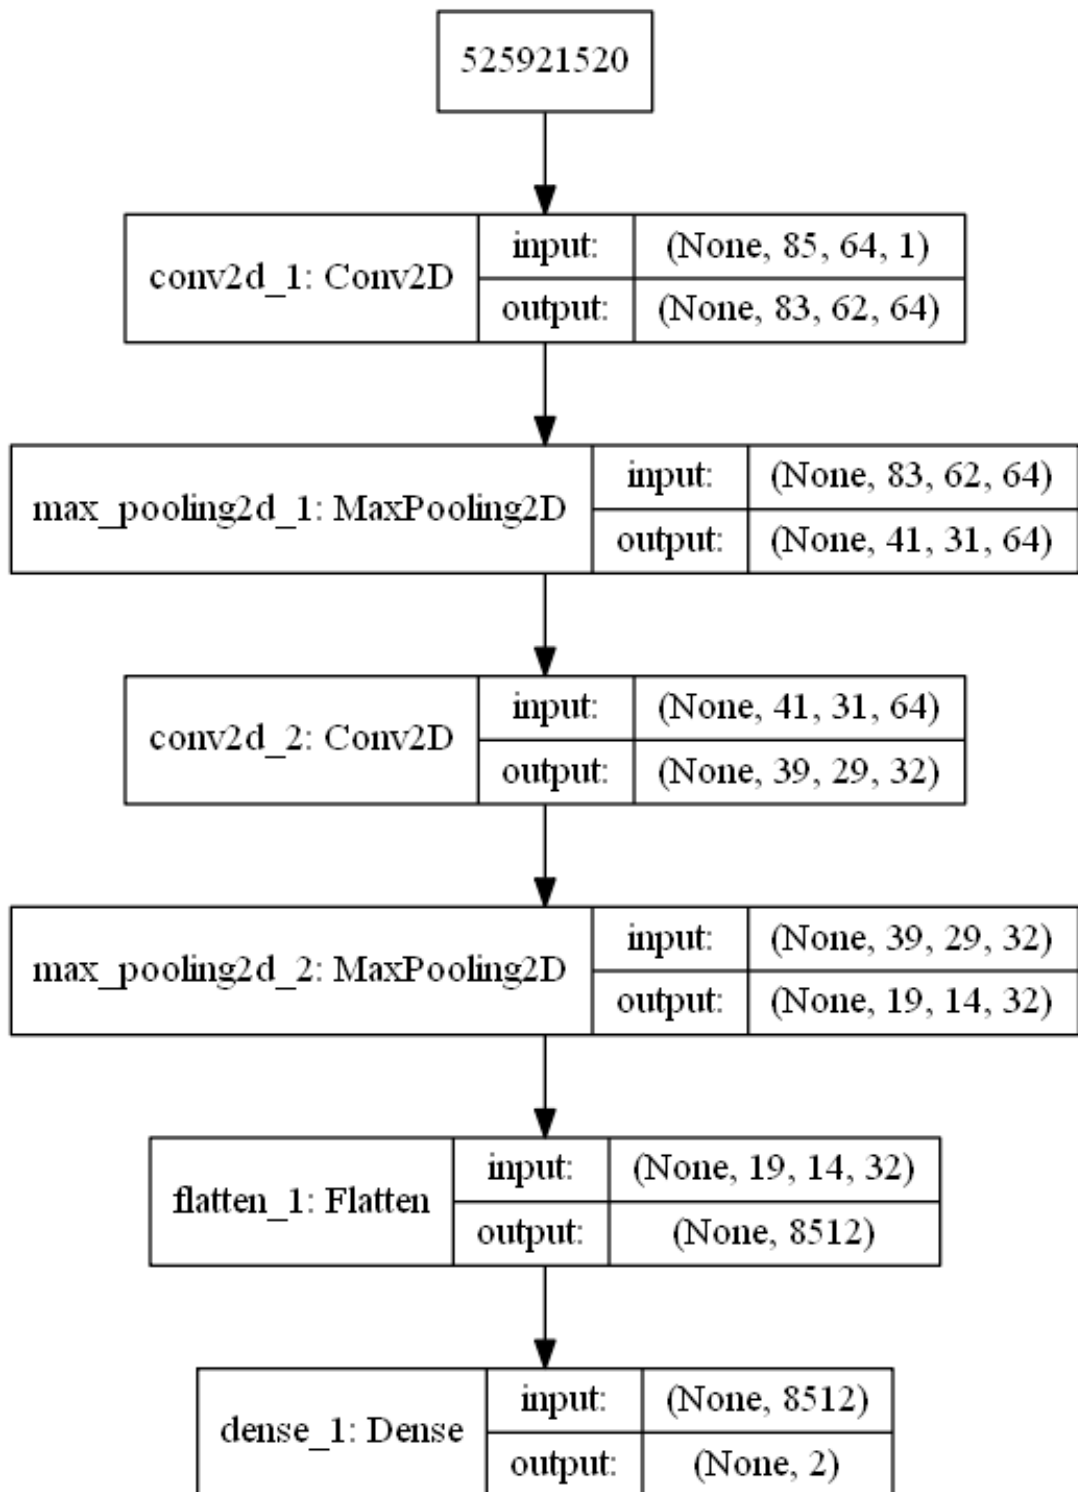 525921520
conv2d_1: Conv2D
input: (None, 85, 64, 1)
output: (None, 83, 62, 64)
max_pooling2d_1: MaxPooling2D
input: (None, 83, 62, 64)
output: (None, 41, 31, 64)
conv2d_2: Conv2D
input: (None, 41, 31, 64)
output: (None, 39, 29, 32)
max_pooling2d_2: MaxPooling2D
input: (None, 39, 29, 32)
output: (None, 19, 14, 32)
flatten_1: Flatten
input: (None, 19, 14, 32)
output: (None, 8512)
dense_1: Dense
input: (None, 8512)
output: (None, 2)